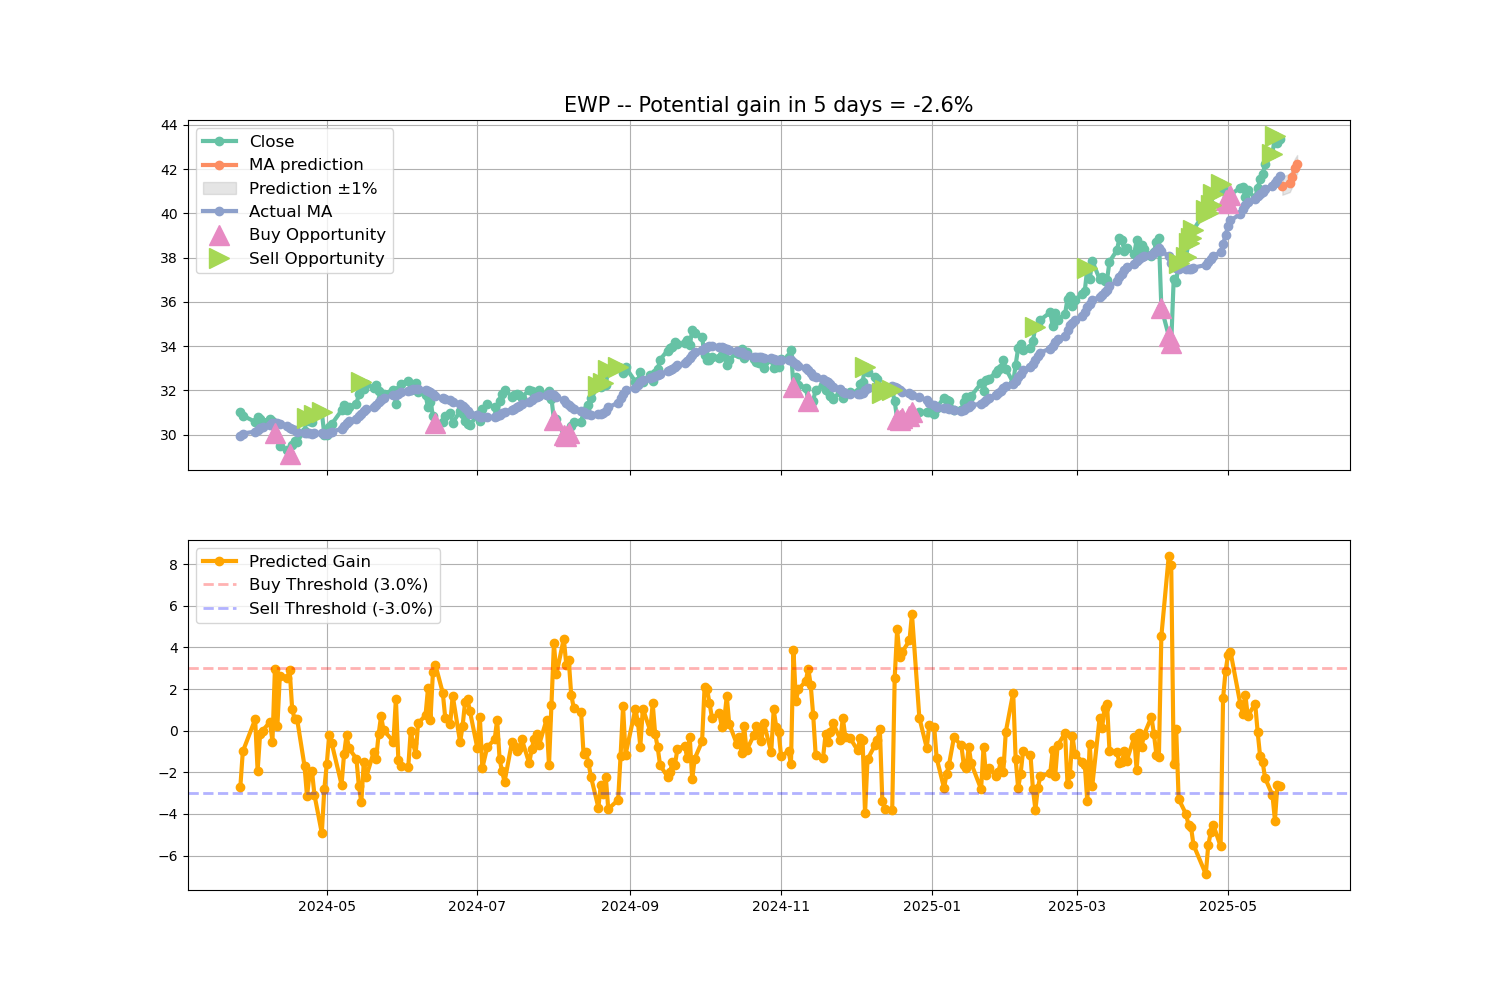 EWP -- Potential gain in 5 days = -2.6%
44
42
40
38
36
34
32
30
Close
MA prediction
Prediction ±1%
Actual MA
Buy Opportunity
Sell Opportunity
8
6
4
2
0
−2
−4
−6
Predicted Gain
Buy Threshold (3.0%)
Sell Threshold (-3.0%)
2024-05 2024-07 2024-09 2024-11 2025-01 2025-03 2025-05